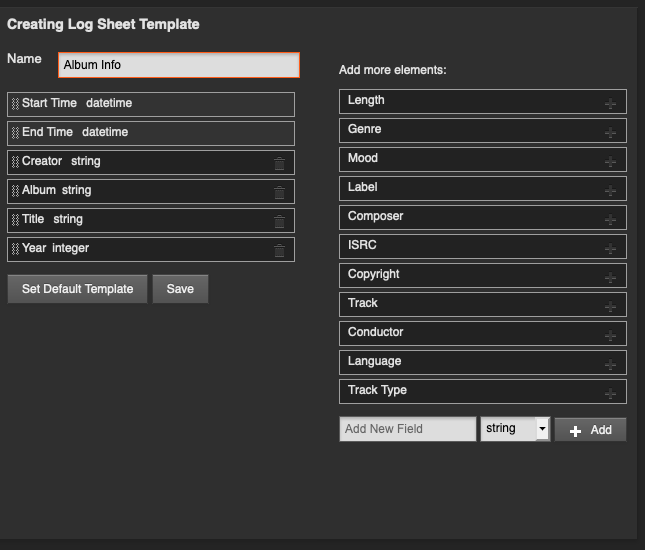 Creating Log Sheet Template
Name
Album Info
Start Time datetime
End Time datetime
Creator string
Album string
Title string
Year integer
Set Default Template
Save
Add more elements:
Length
Genre
Mood
Label
Composer
ISRC
Copyright
Track
Conductor
Language
Track Type
Add New Field
string
Add